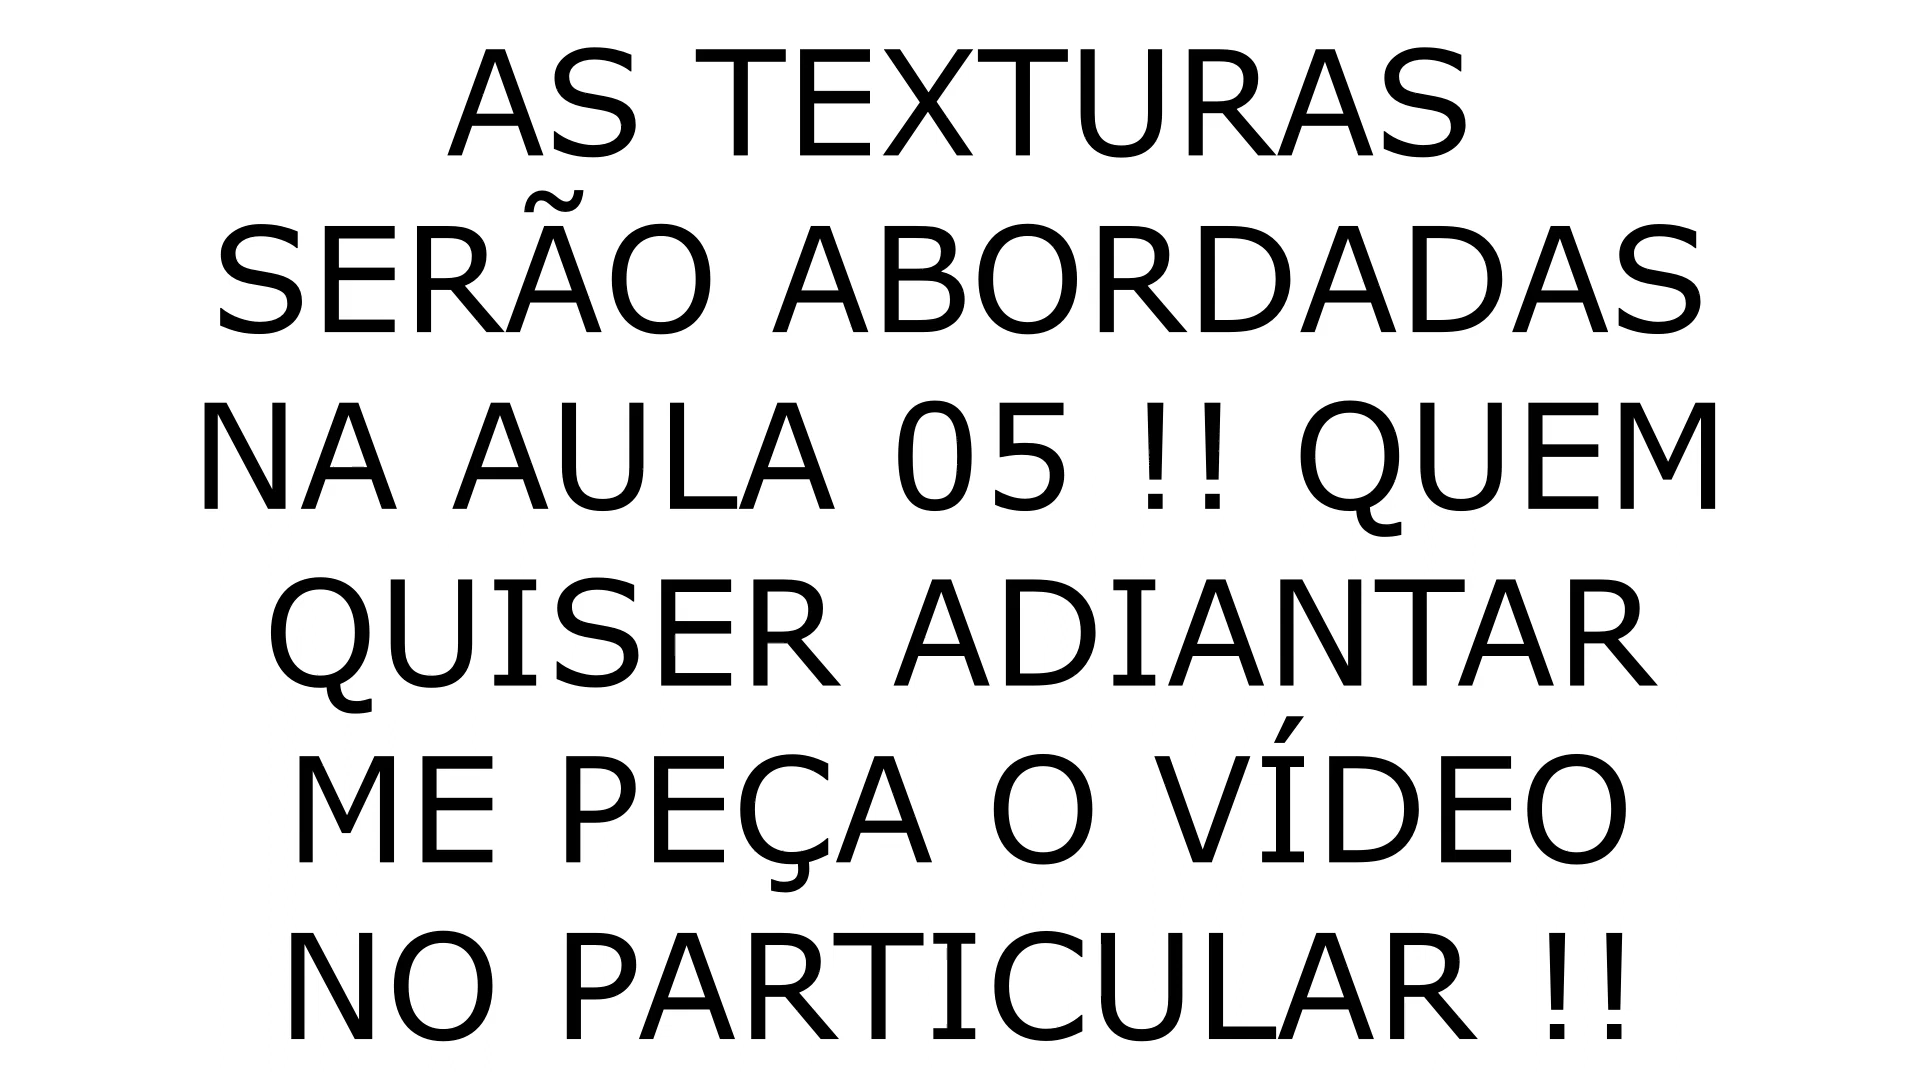 AS TEXTURAS
SERÃO ABORDADAS
NA AULA 05 !! QUEM
QUISER ADIANTAR
ME PEÇA O VÍDEO
NO PARTICULAR !!